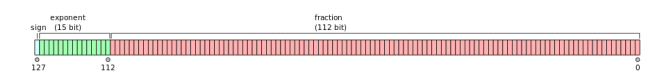 exponent fraction
sign (15 bit) (112 bit)
127 112 0